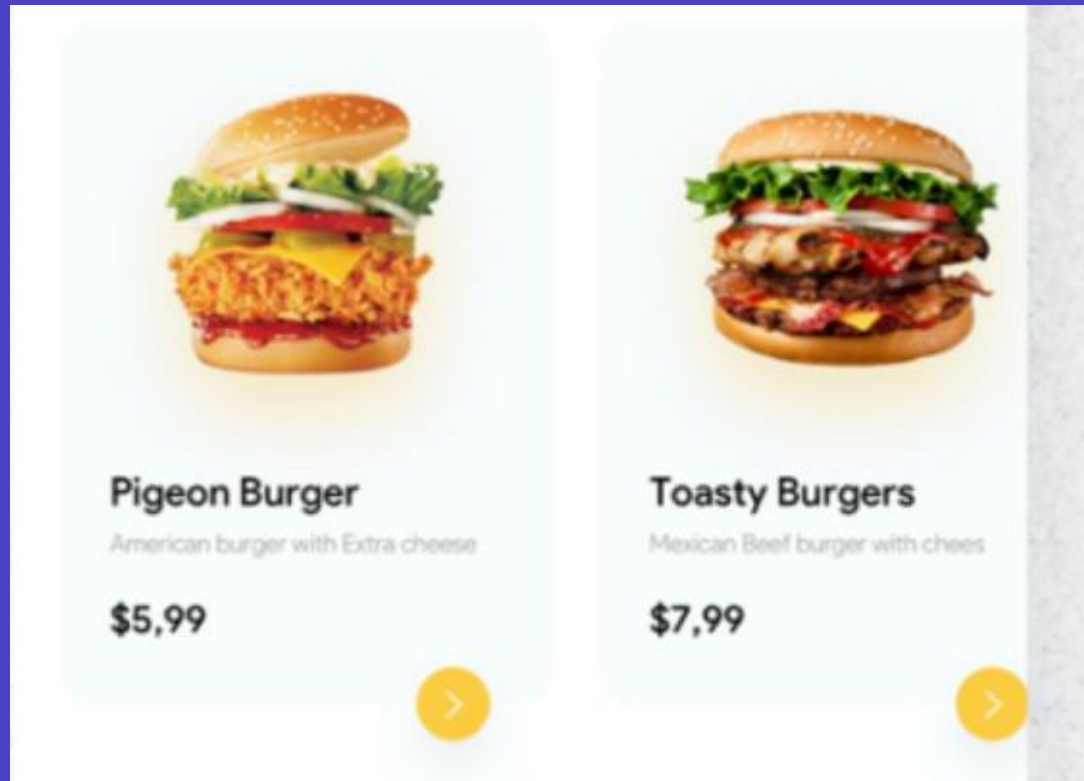 Pigeon Burger
American burger with Extra cheese
$5,99
Toasty Burgers
Mexican Beef burger with chees
$7,99